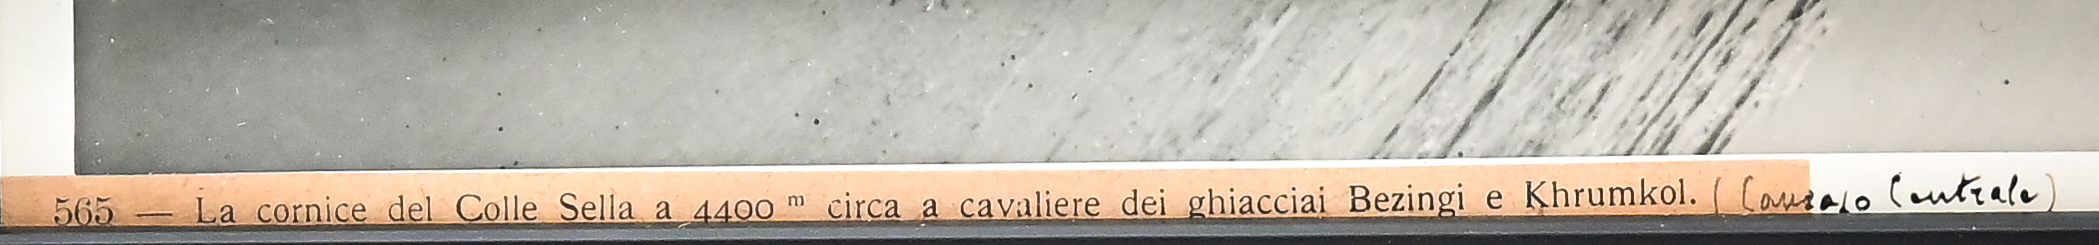 565 — La cornice del Colle Sella a 4400 m circa a cavaliere dei ghiacciai Bezingi e Khrumkol. (Caucaso Centrale)